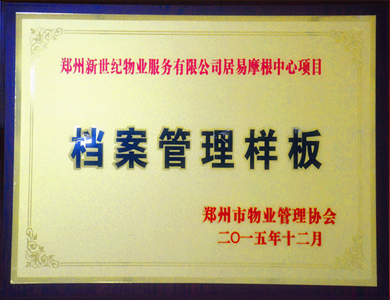 郑州新世纪物业服务有限公司居易摩根中心项目
档案管理样板
郑州市物业管理协会
二〇一五年十二月